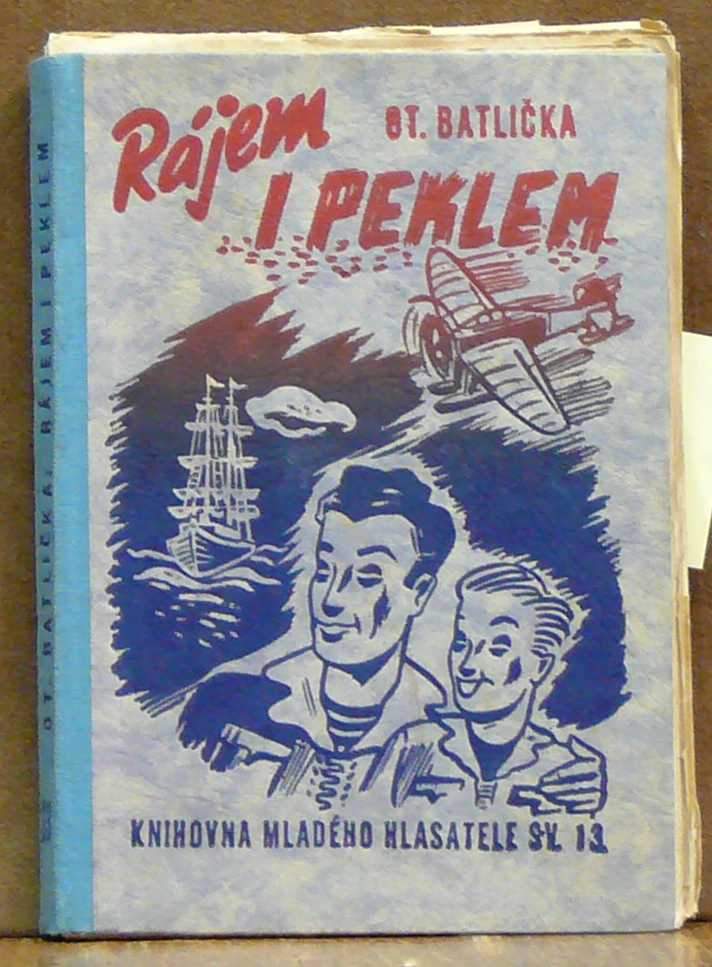 Rájem
OT. BATLIČKA
I PEKLEM
KNIHOVNA MLADÉHO HLASATELE SV. 13.
OT. BATLIČKA: RÁJEM I PEKLEM